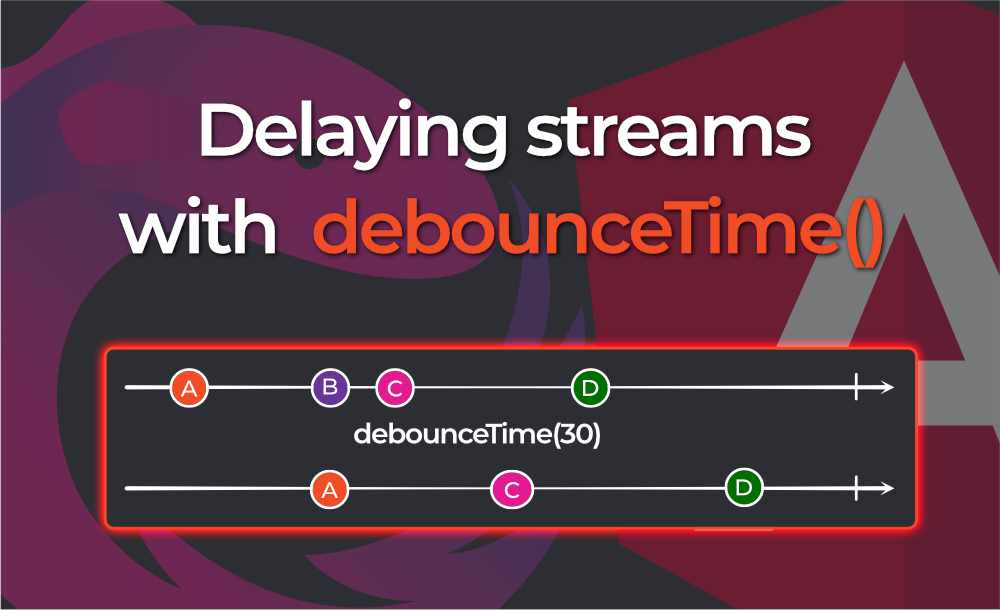 Delaying streams
with debounceTime()
A B C D
debounceTime(30)
A C D